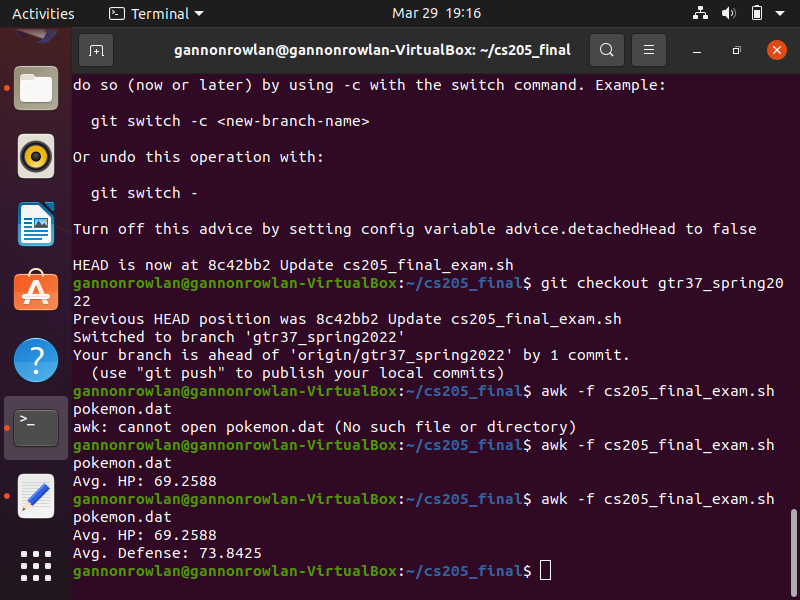 Activities
Terminal
Mar 29 19:16
gannonrowlan@gannonrowlan-VirtualBox: ~/cs205_final
do so (now or later) by using -c with the switch command. Example:
git switch -c <new-branch-name>
Or undo this operation with:
git switch -
Turn off this advice by setting config variable advice.detachedHead to false
HEAD is now at 8c42bb2 Update cs205_final_exam.sh
gannonrowlan@gannonrowlan-VirtualBox:~/cs205_final$ git checkout gtr37_spring20
22
Previous HEAD position was 8c42bb2 Update cs205_final_exam.sh
Switched to branch 'gtr37_spring2022'
Your branch is ahead of 'origin/gtr37_spring2022' by 1 commit.
(use "git push" to publish your local commits)
gannonrowlan@gannonrowlan-VirtualBox:~/cs205_final$ awk -f cs205_final_exam.sh
pokemon.dat
awk: cannot open pokemon.dat (No such file or directory)
gannonrowlan@gannonrowlan-VirtualBox:~/cs205_final$ awk -f cs205_final_exam.sh
pokemon.dat
Avg. HP: 69.2588
gannonrowlan@gannonrowlan-VirtualBox:~/cs205_final$ awk -f cs205_final_exam.sh
pokemon.dat
Avg. HP: 69.2588
Avg. Defense: 73.8425
gannonrowlan@gannonrowlan-VirtualBox:~/cs205_final$